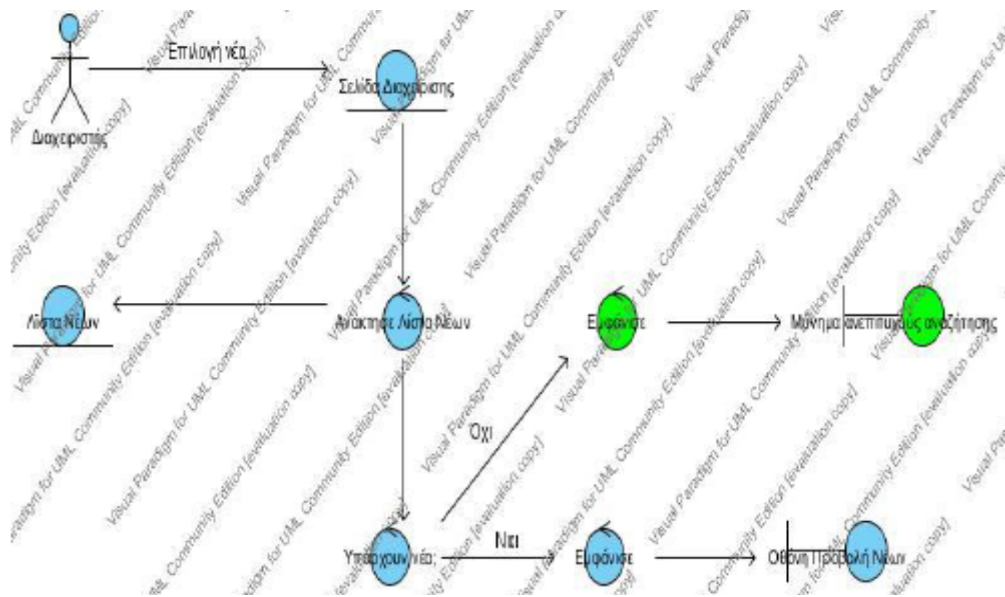 Επιλογή νέα
Σελίδα Διαχείρισης
Διαχειριστής
Λίστα Νέων
Ανάκτησε Λίστα Νέων
Εμφάνισε
Μύνημα ανεπιτυχούς αναζήτησης
Όχι
Υπάρχουν νέα;
Ναι
Εμφάνισε
Οθόνη Προβολή Νέων
Visual Paradigm for UML Community Edition [evaluation copy]